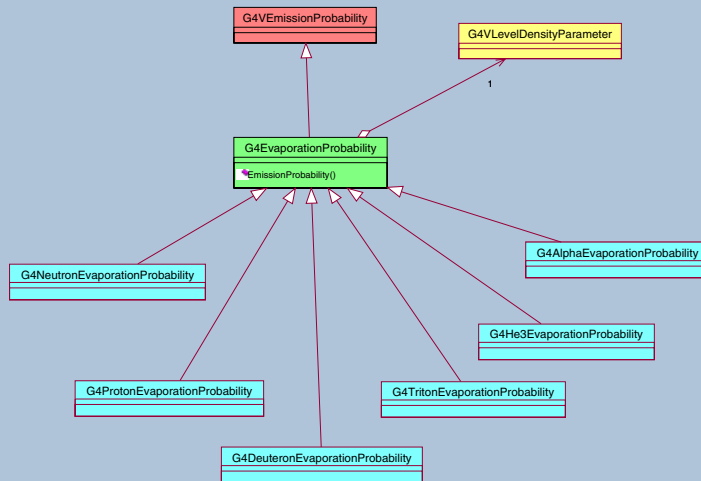 G4VEmissionProbability
G4VLevelDensityParameter
1
G4EvaporationProbability
EmissionProbability()
G4AlphaEvaporationProbability
G4NeutronEvaporationProbability
G4He3EvaporationProbability
G4ProtonEvaporationProbability
G4TritonEvaporationProbability
G4DeuteronEvaporationProbability